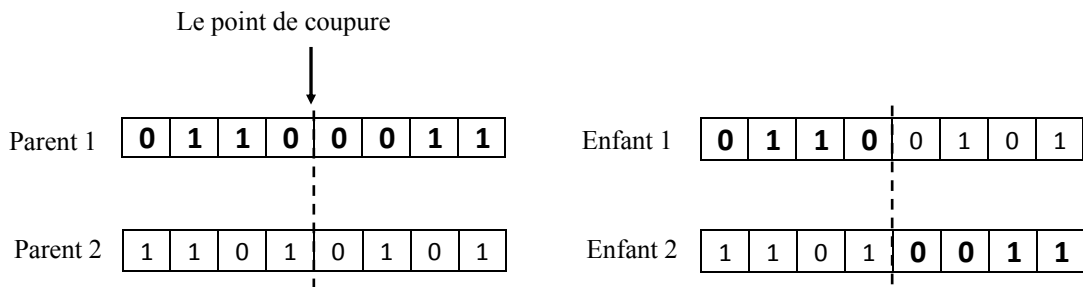 Le point de coupure
Parent 1 0 1 1 0 0 0 1 1
Enfant 1 0 1 1 0 0 1 0 1
Parent 2 1 1 0 1 0 1 0 1
Enfant 2 1 1 0 1 0 0 1 1